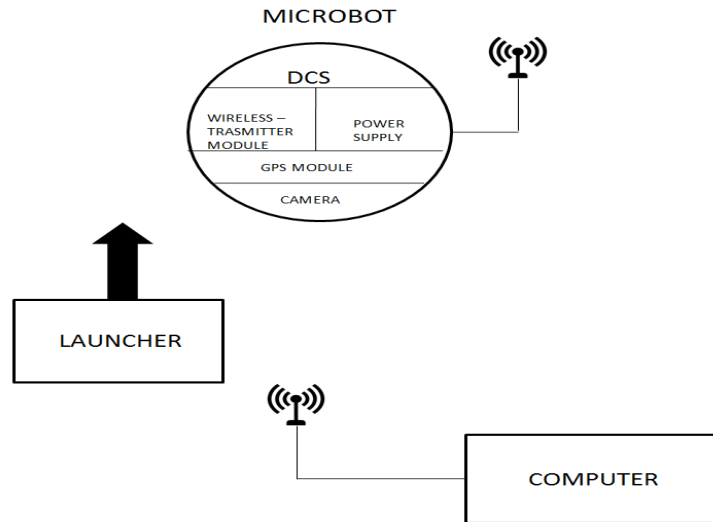 MICROBOT
DCS
WIRELESS –
TRASMITTER
MODULE
POWER
SUPPLY
GPS MODULE
CAMERA
LAUNCHER
COMPUTER